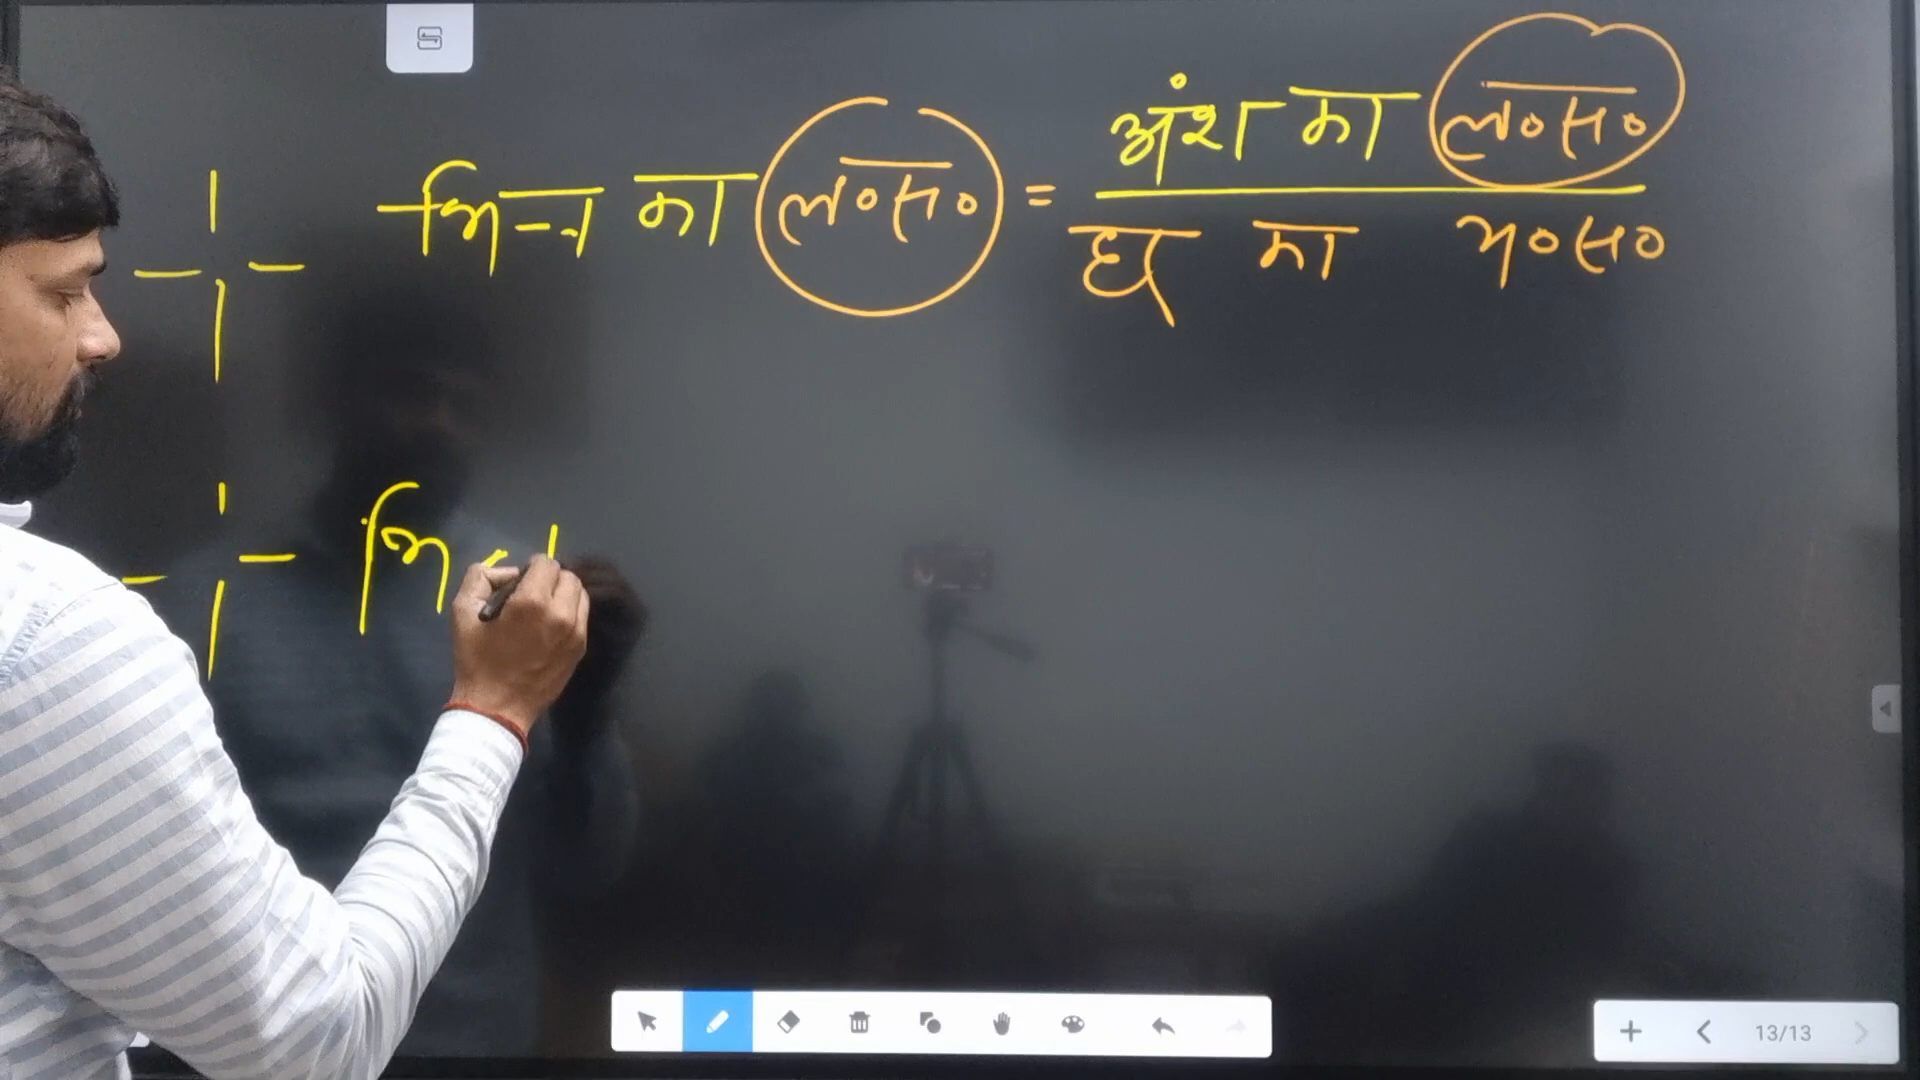 भिन्न का ल०स० = अंश का ल०स०
हर का म०स०
भिन
13/13